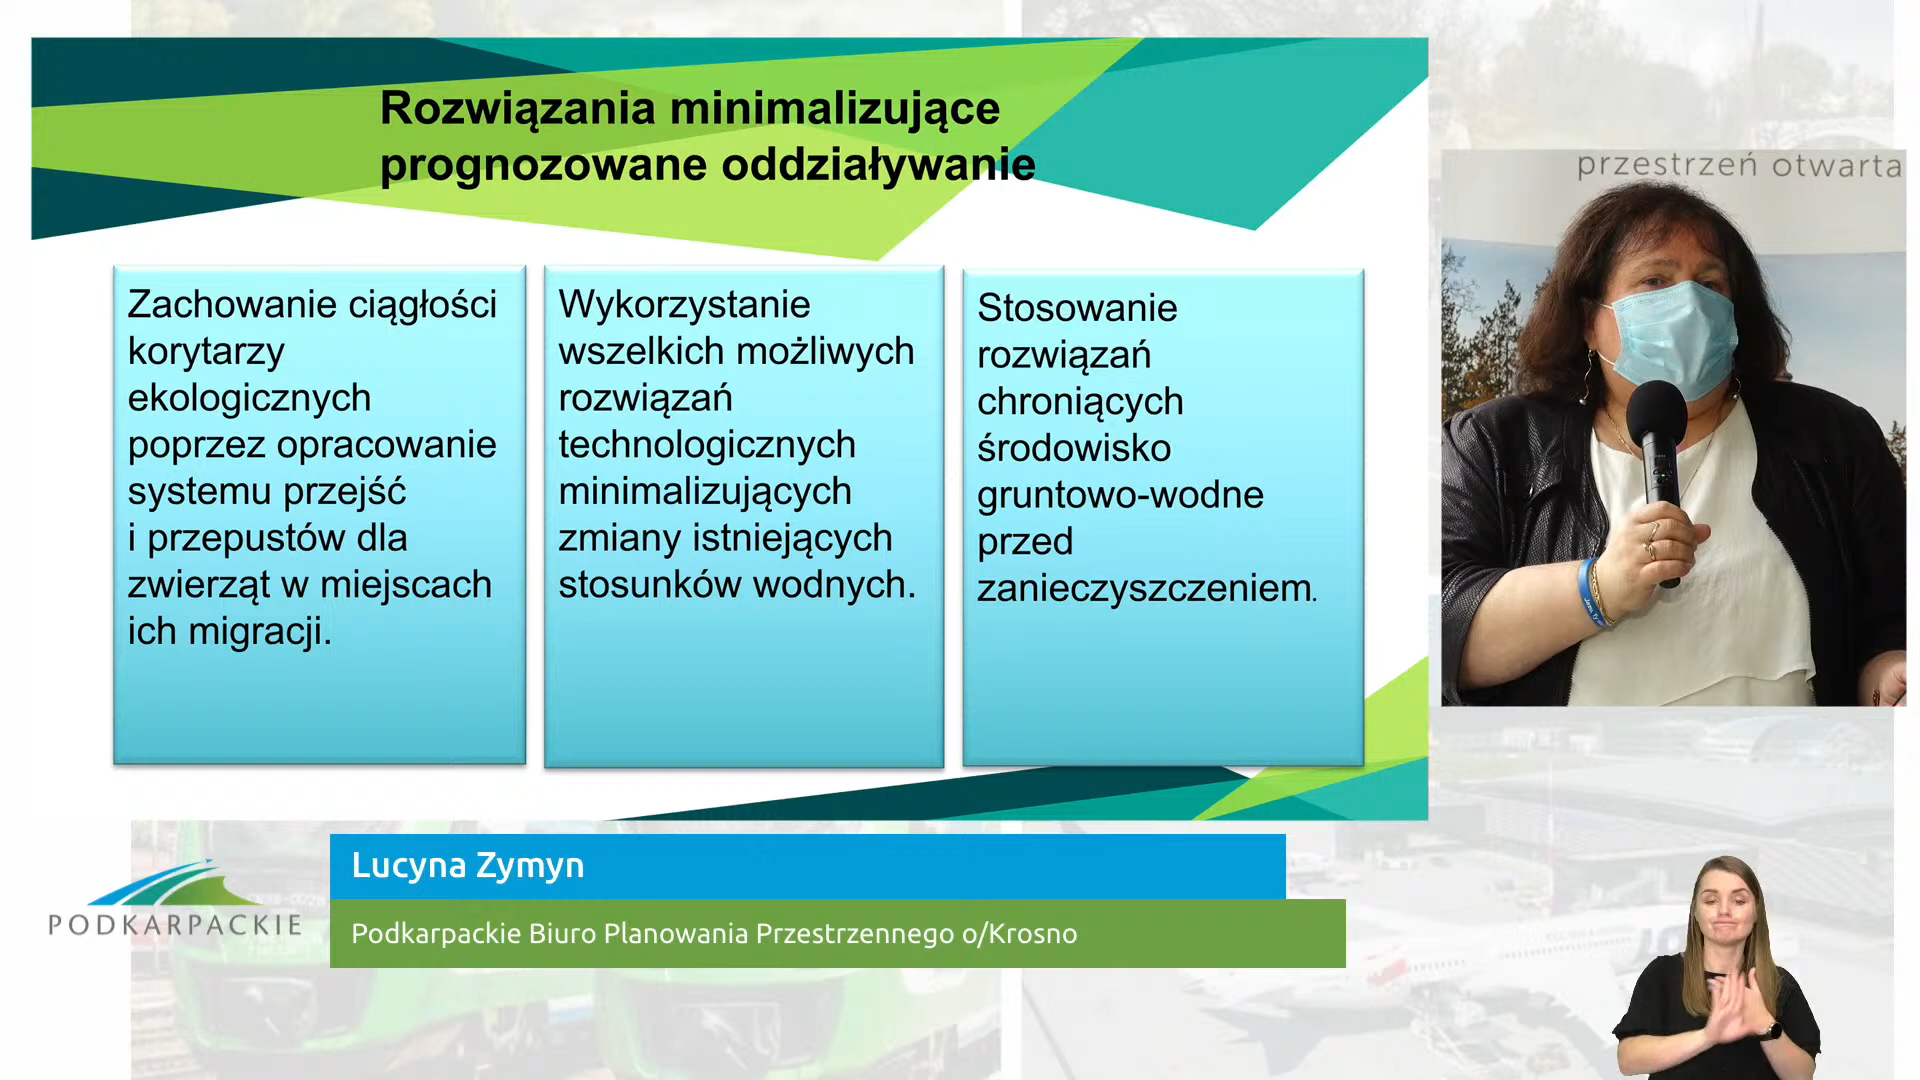 Rozwiązania minimalizujące
prognozowane oddziaływanie
Zachowanie ciągłości
korytarzy
ekologicznych
poprzez opracowanie
systemu przejść
i przepustów dla
zwierząt w miejscach
ich migracji.
Wykorzystanie
wszelkich możliwych
rozwiązań
technologicznych
minimalizujących
zmiany istniejących
stosunków wodnych.
Stosowanie
rozwiązań
chroniących
środowisko
gruntowo-wodne
przed
zanieczyszczeniem.
przestrzeń otwarta
PODKARPACKIE
Lucyna Zymyn
Podkarpackie Biuro Planowania Przestrzennego o/Krosno